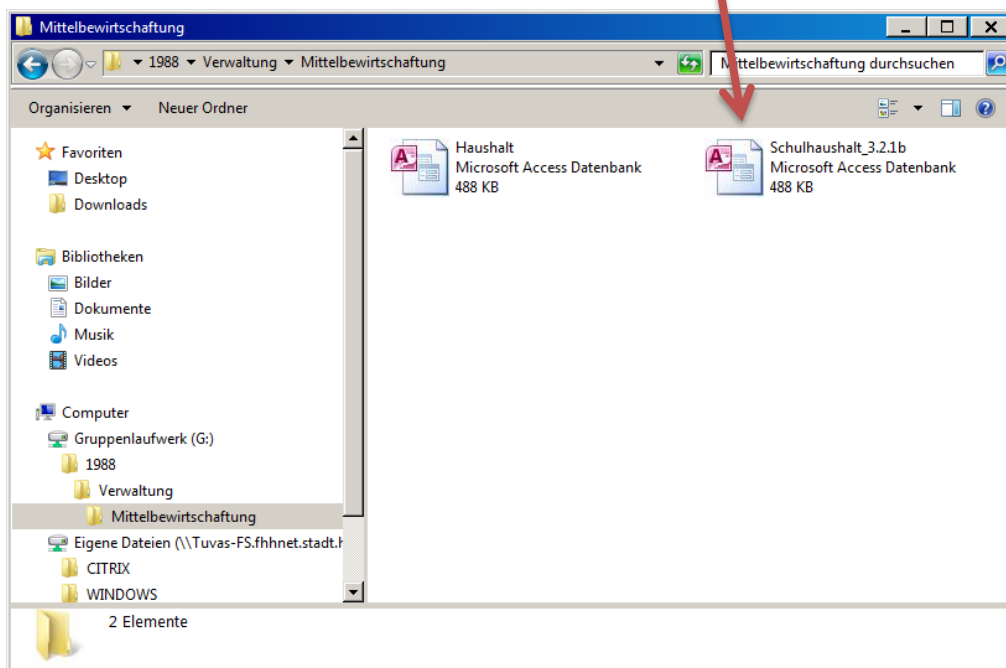 Mittelbewirtschaftung
1988 Verwaltung Mittelbewirtschaftung
Mittelbewirtschaftung durchsuchen
Organisieren Neuer Ordner
Favoriten
Desktop
Downloads
Bibliotheken
Bilder
Dokumente
Musik
Videos
Computer
Gruppenlaufwerk (G:)
1988
Verwaltung
Mittelbewirtschaftung
Eigene Dateien (\\Tuvas-FS.fhhnet.stadt.h
CITRIX
WINDOWS
Haushalt
Microsoft Access Datenbank
488 KB
Schulhaushalt_3.2.1b
Microsoft Access Datenbank
488 KB
2 Elemente